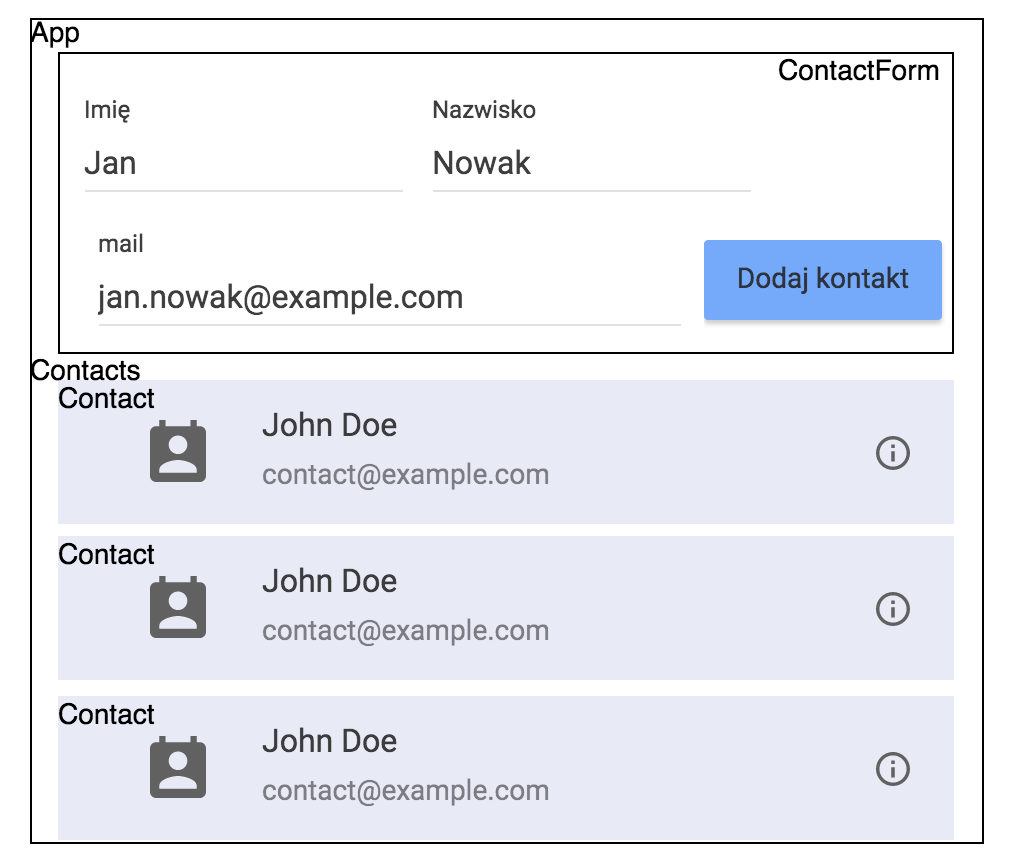 App
ContactForm
Imię Nazwisko
Jan Nowak
mail
jan.nowak@example.com
Dodaj kontakt
Contacts
Contact
John Doe
contact@example.com
Contact
John Doe
contact@example.com
Contact
John Doe
contact@example.com